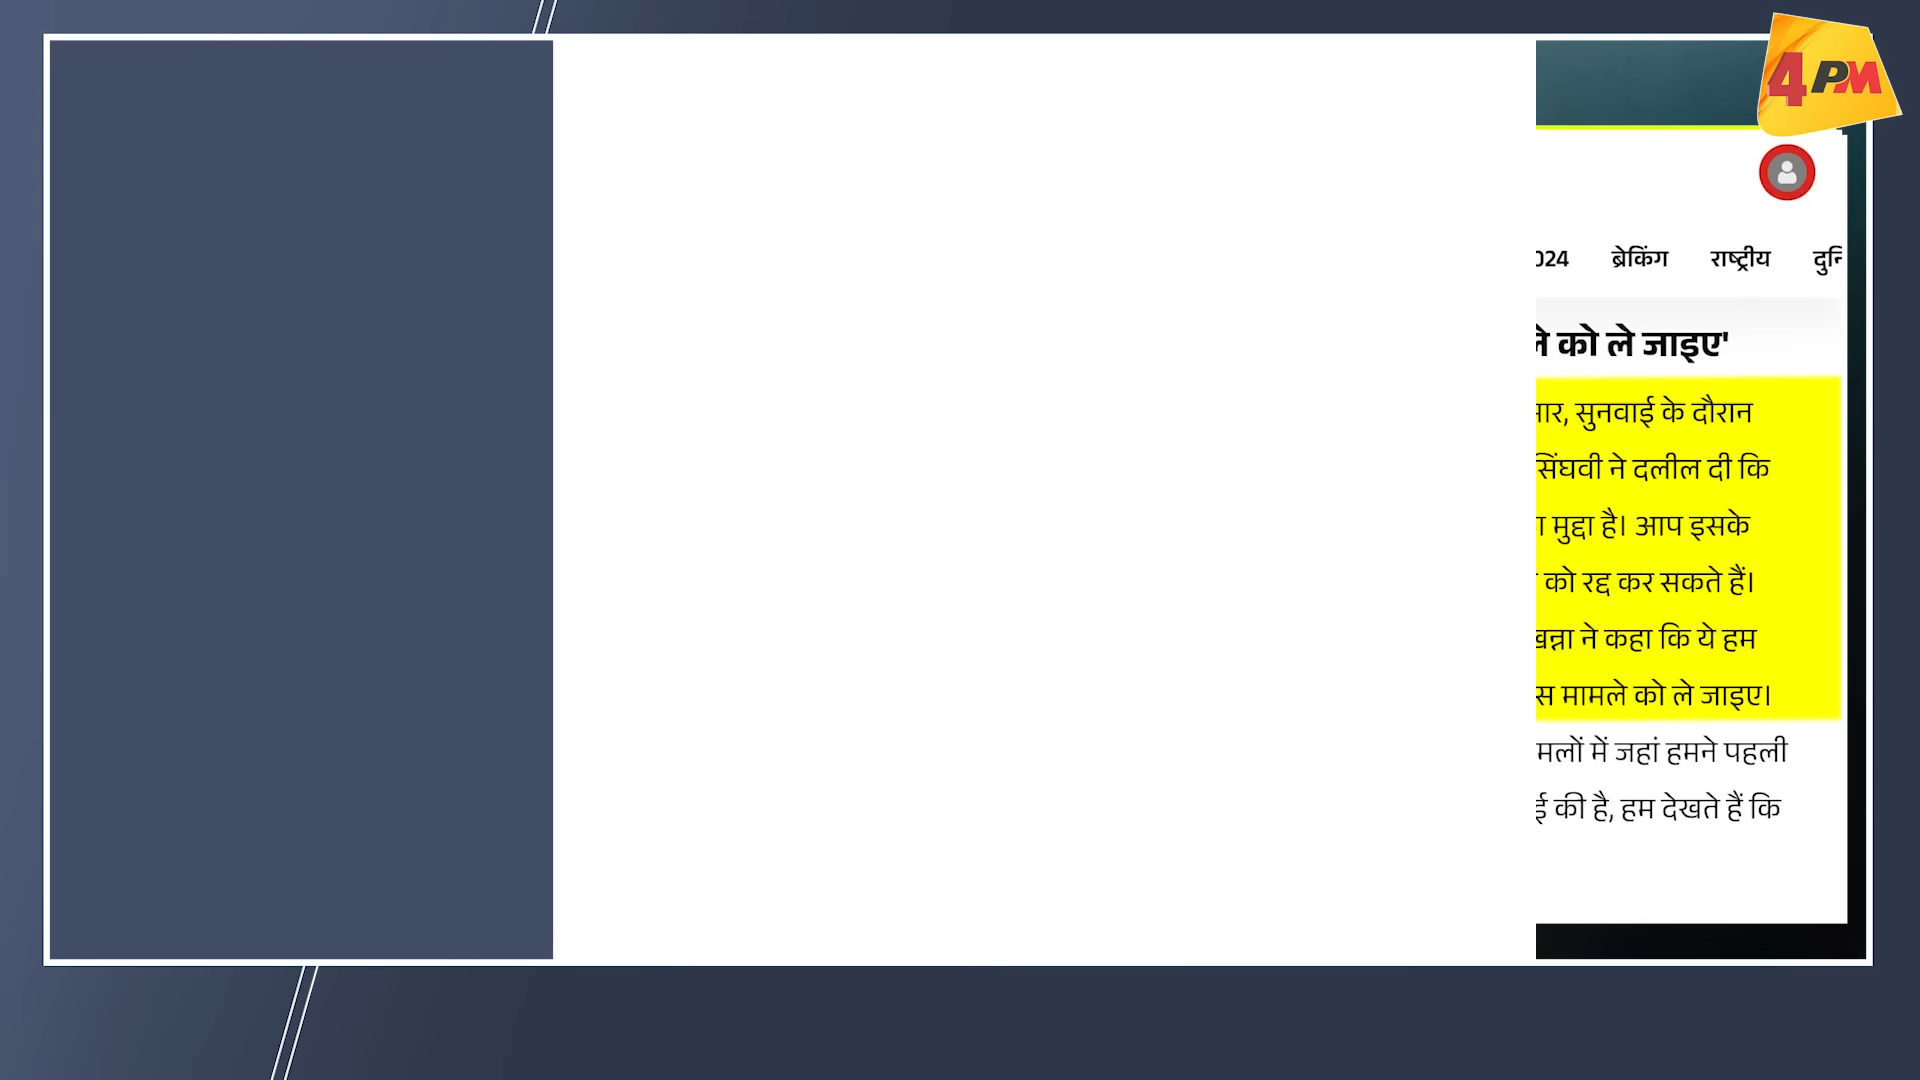 4PM
024 ब्रेकिंग राष्ट्रीय
को ले जाइए'
सुनवाई के दौरान
सिंघवी ने दलील दी कि
मुद्दा है। आप इसके
को रद्द कर सकते हैं।
ने कहा कि ये हम
मामले को ले जाइए।
में जहां हमने पहली
की है, हम देखते हैं कि